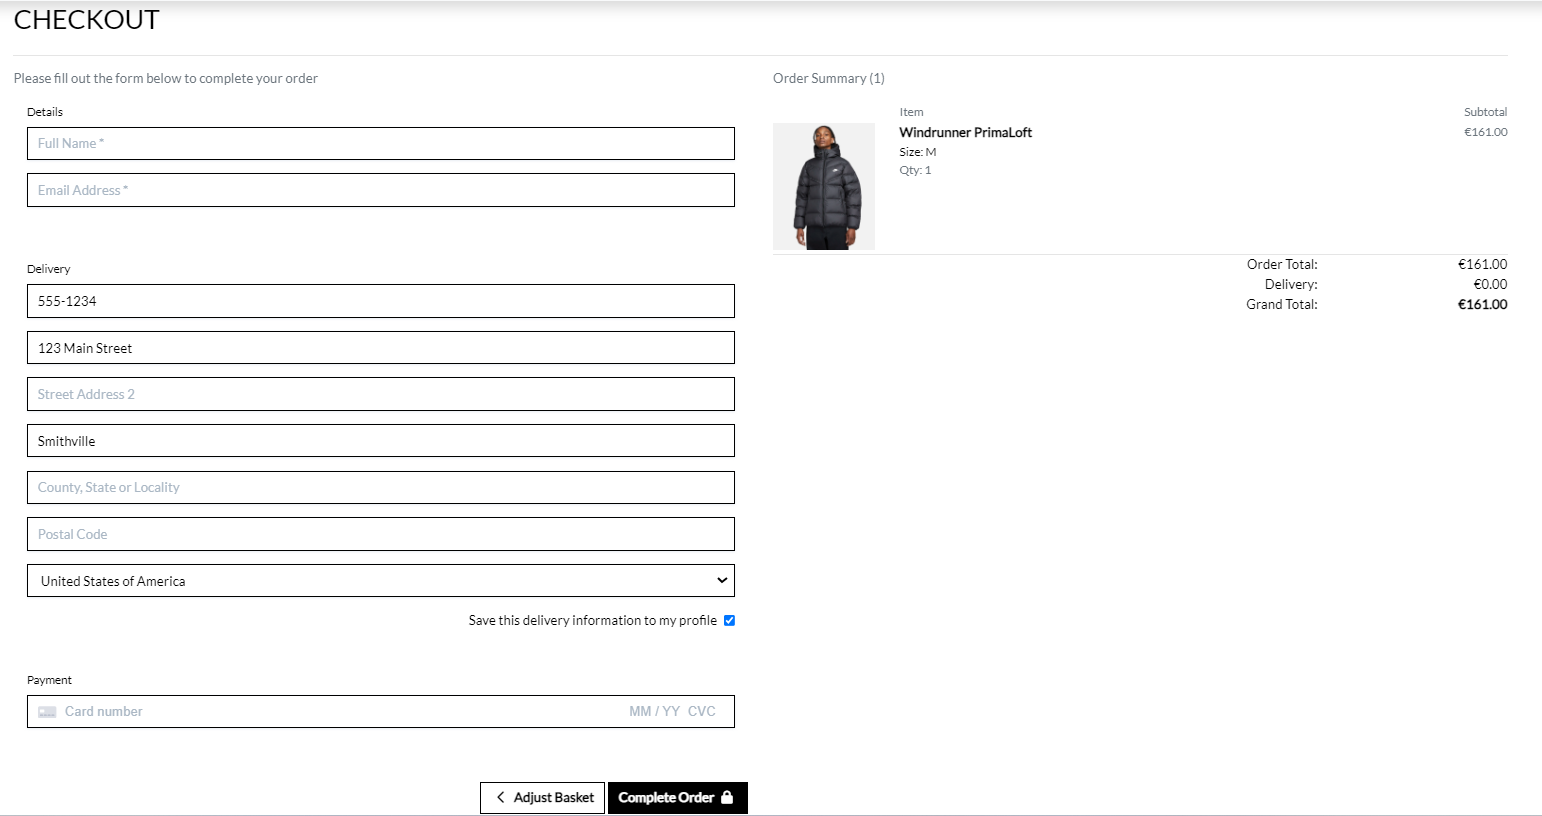 CHECKOUT
Please fill out the form below to complete your order
Details
Full Name *
Email Address *
Delivery
555-1234
123 Main Street
Street Address 2
Smithville
County, State or Locality
Postal Code
United States of America
Save this delivery information to my profile
Payment
Card number MM / YY CVC
Adjust Basket Complete Order
Order Summary (1)
Item Subtotal
Windrunner PrimaLoft €161.00
Size: M
Qty: 1
Order Total: €161.00
Delivery: €0.00
Grand Total: €161.00